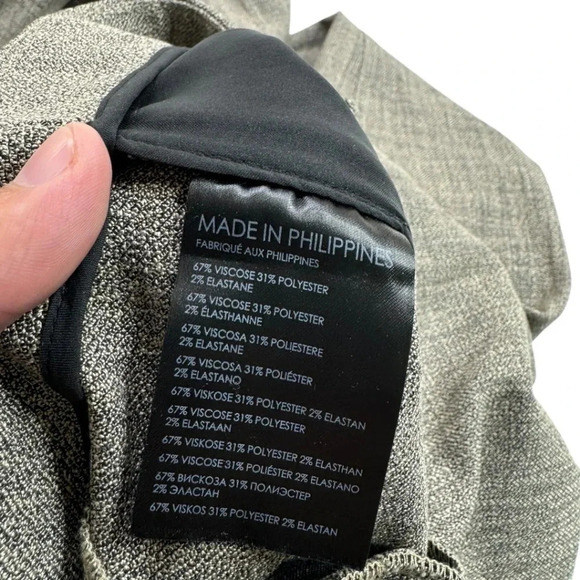 MADE IN PHILIPPINES
FABRIQUÉ AUX PHILIPPINES
67% VISCOSE 31% POLYESTER
2% ELASTANE
67% VISCOSE 31% POLYESTER
2% ÉLASTHANNE
67% VISCOSA 31% POLIESTERE
2% ELASTANE
67% VISCOSA 31% POLIÉSTER
2% ELASTANO
67% VISKOSE 31% POLYESTER 2% ELASTAN
67% VISCOSE 31% POLYESTER
2% ELASTAAN
67% VISKOSE 31% POLYESTER 2% ELASTHAN
67% VISCOSE 31% POLIÉSTER 2% ELASTANO
67% ВИСКОЗА 31% ПОЛИЭСТЕР
2% ЭЛАСТАН
67% VISKOS 31% POLYESTER 2% ELASTAN